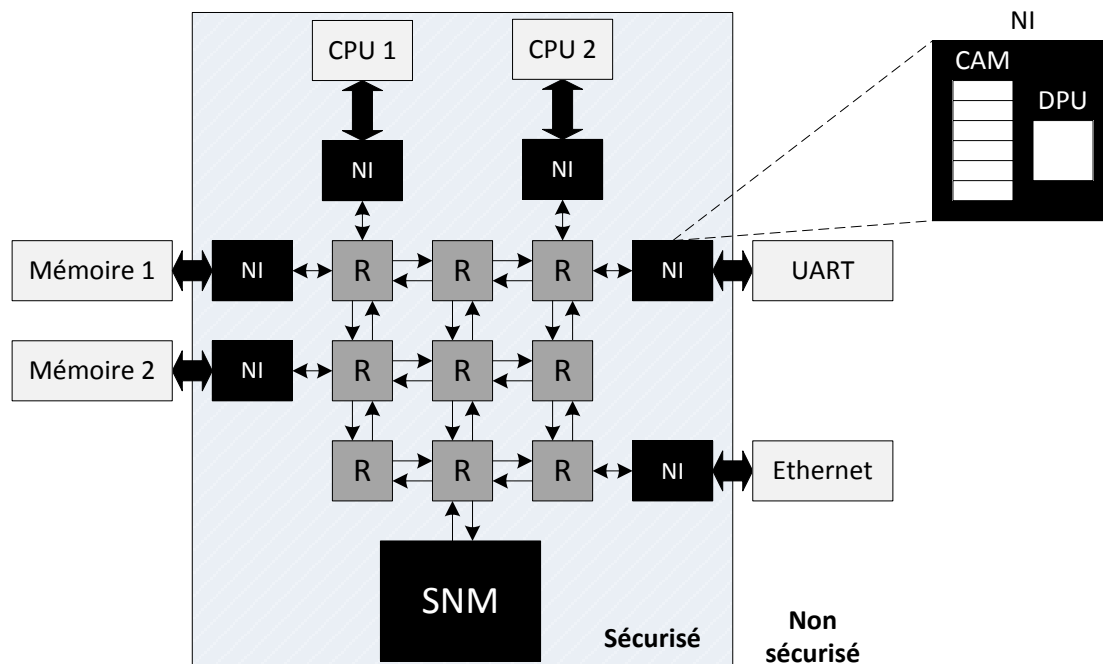 NI
CPU 1
CPU 2
CAM
DPU
NI
NI
Mémoire 1
NI
R
R
R
NI
UART
Mémoire 2
NI
R
R
R
R
R
R
NI
Ethernet
SNM
Sécurisé
Non
sécurisé